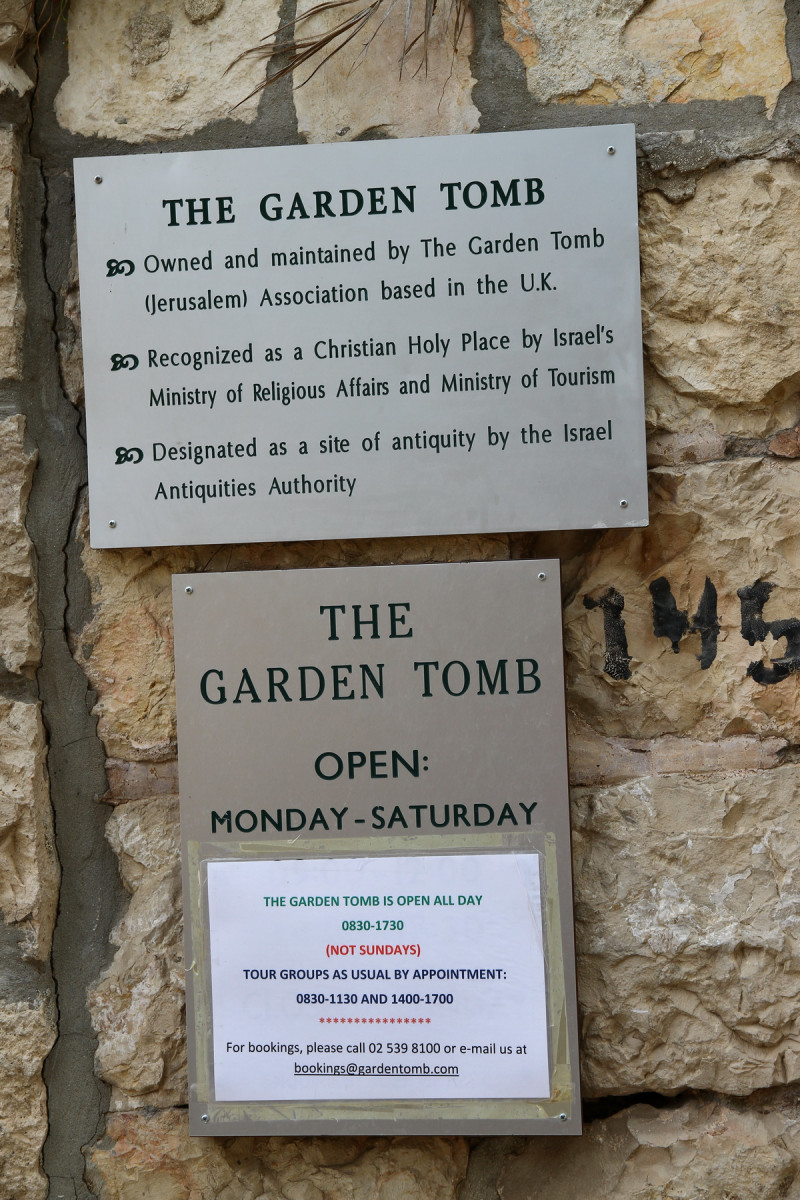 THE GARDEN TOMB
Owned and maintained by The Garden Tomb
(Jerusalem) Association based in the U.K.
Recognized as a Christian Holy Place by Israel's
Ministry of Religious Affairs and Ministry of Tourism
Designated as a site of antiquity by the Israel
Antiquities Authority
THE
GARDEN TOMB
145
OPEN:
MONDAY-SATURDAY
THE GARDEN TOMB IS OPEN ALL DAY
0830-1730
(NOT SUNDAYS)
TOUR GROUPS AS USUAL BY APPOINTMENT:
0830-1130 AND 1400-1700
****************
For bookings, please call 02 539 8100 or e-mail us at
bookings@gardentomb.com